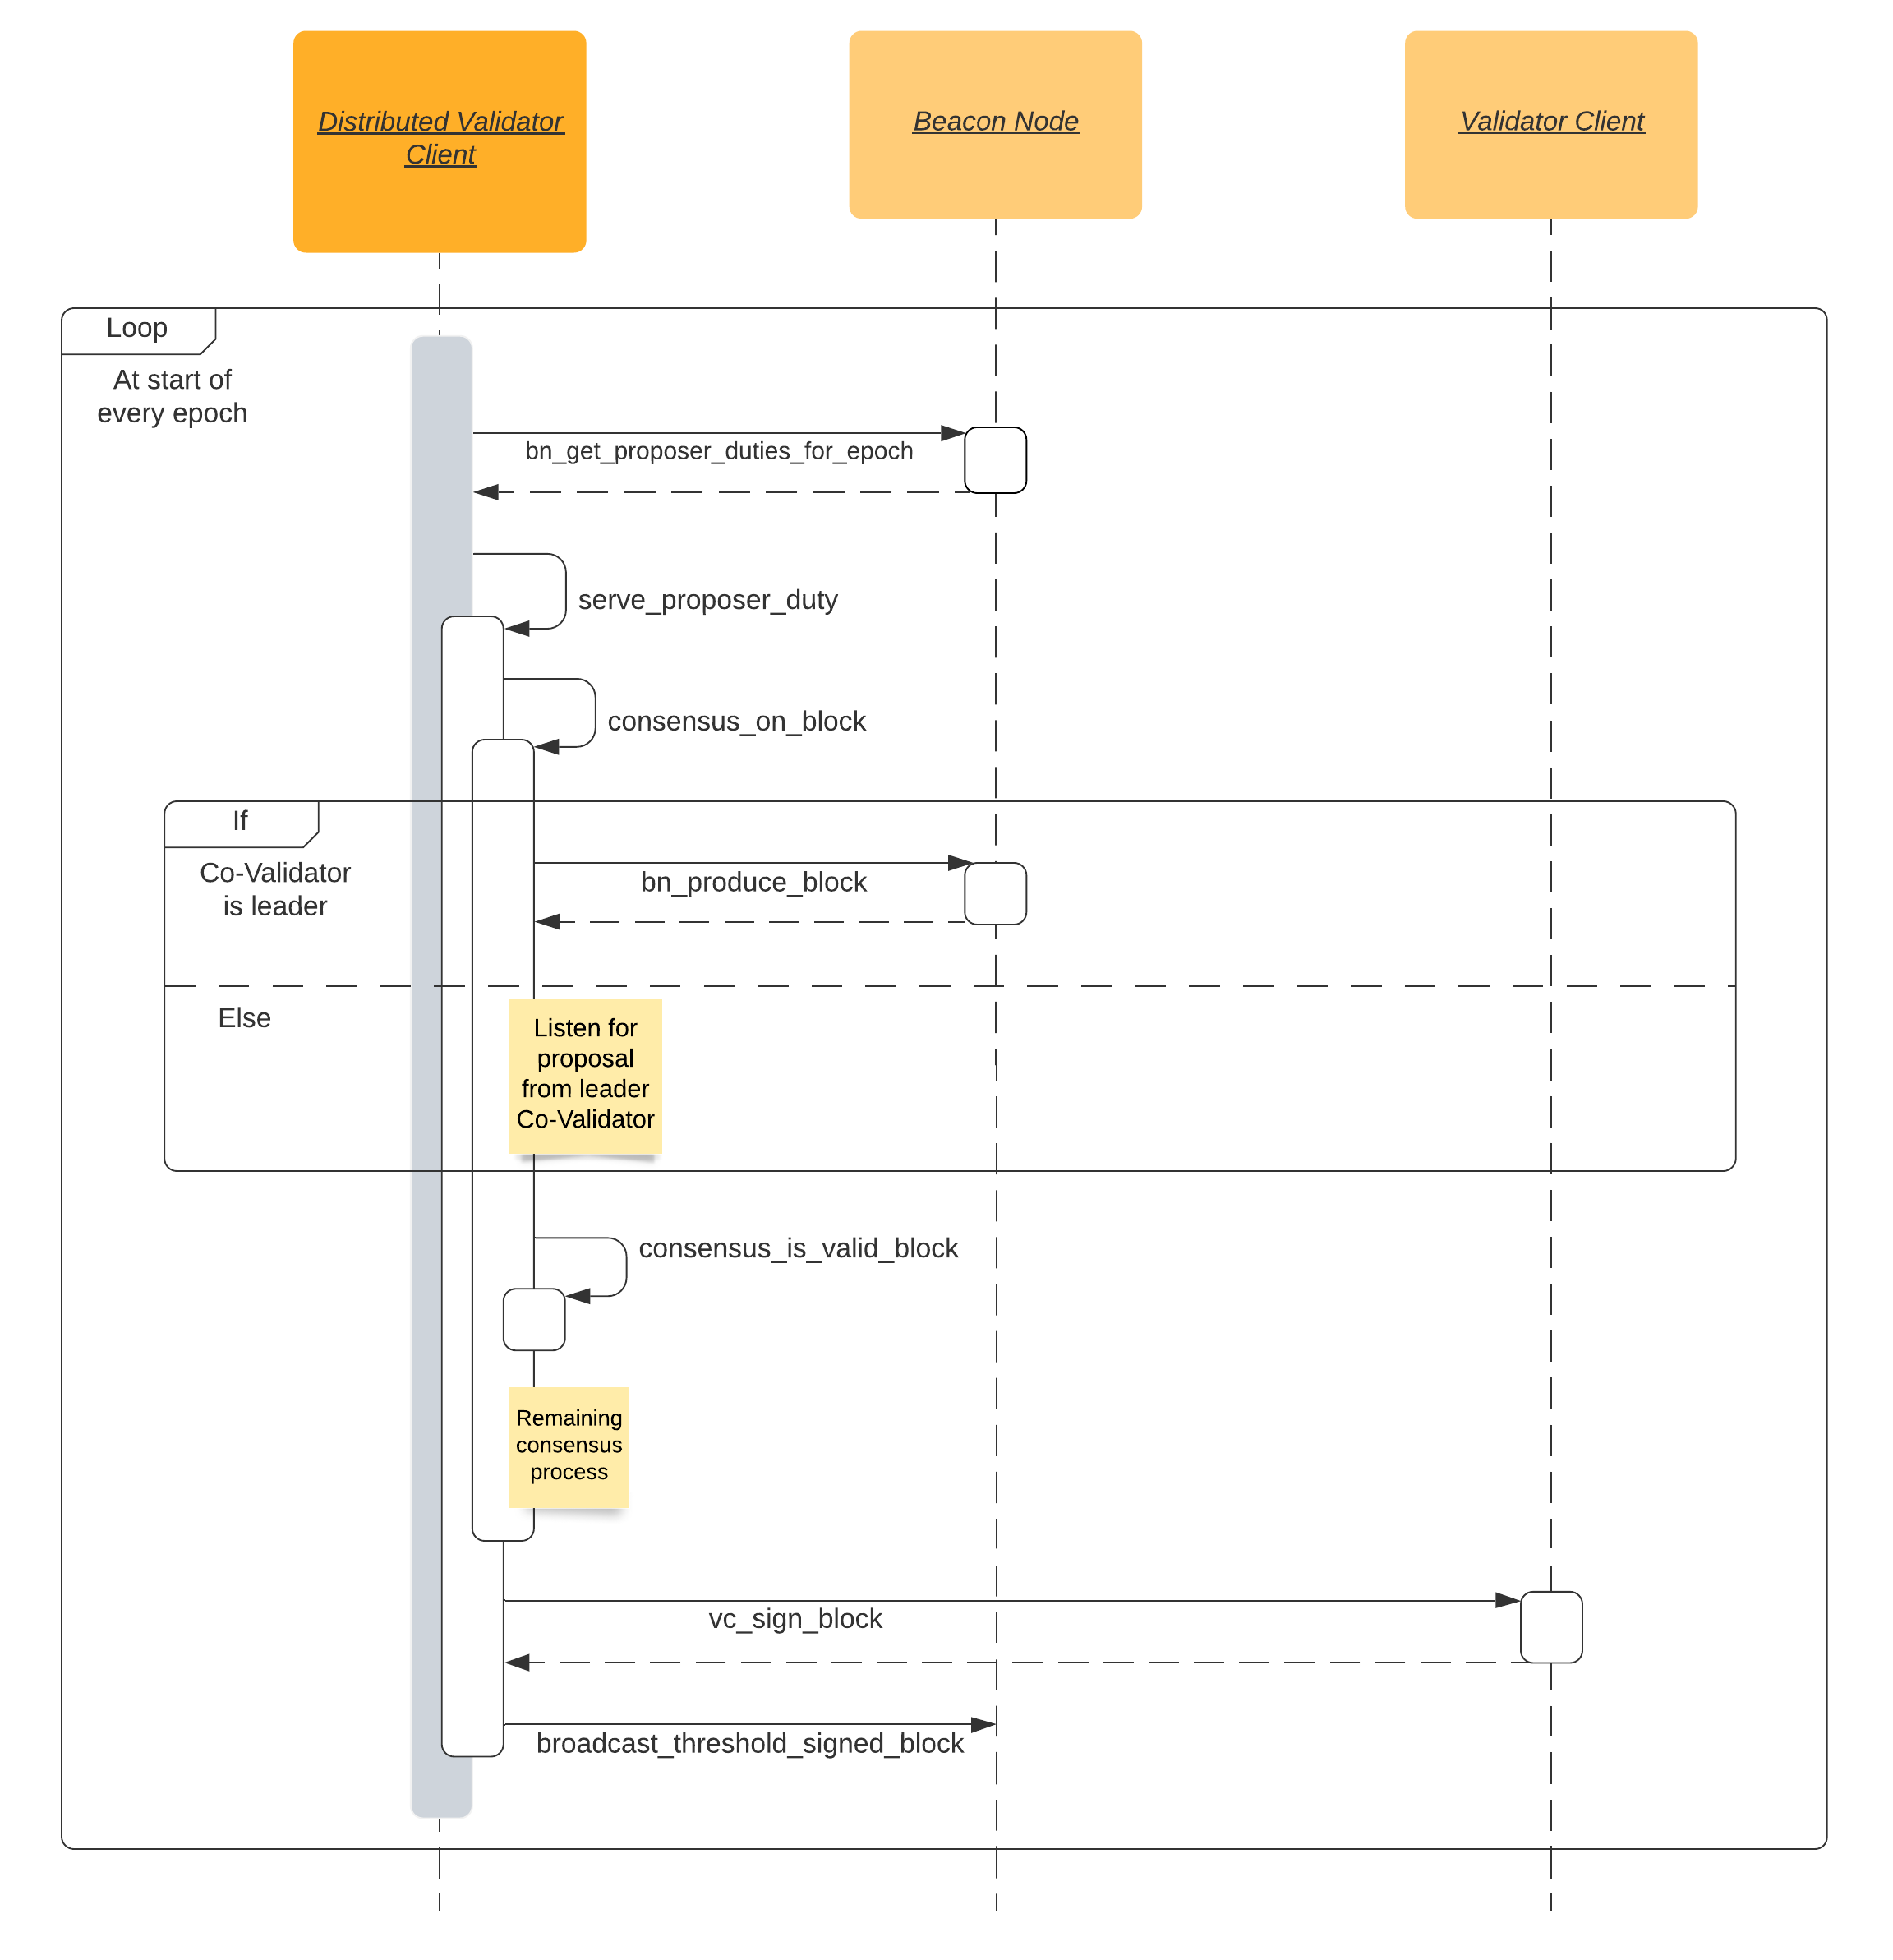 Distributed Validator
Client
Beacon Node
Validator Client
Loop
At start of
every epoch
bn_get_proposer_duties_for_epoch
serve_proposer_duty
consensus_on_block
If
Co-Validator
is leader
bn_produce_block
Else
Listen for
proposal
from leader
Co-Validator
consensus_is_valid_block
Remaining
consensus
process
vc_sign_block
broadcast_threshold_signed_block